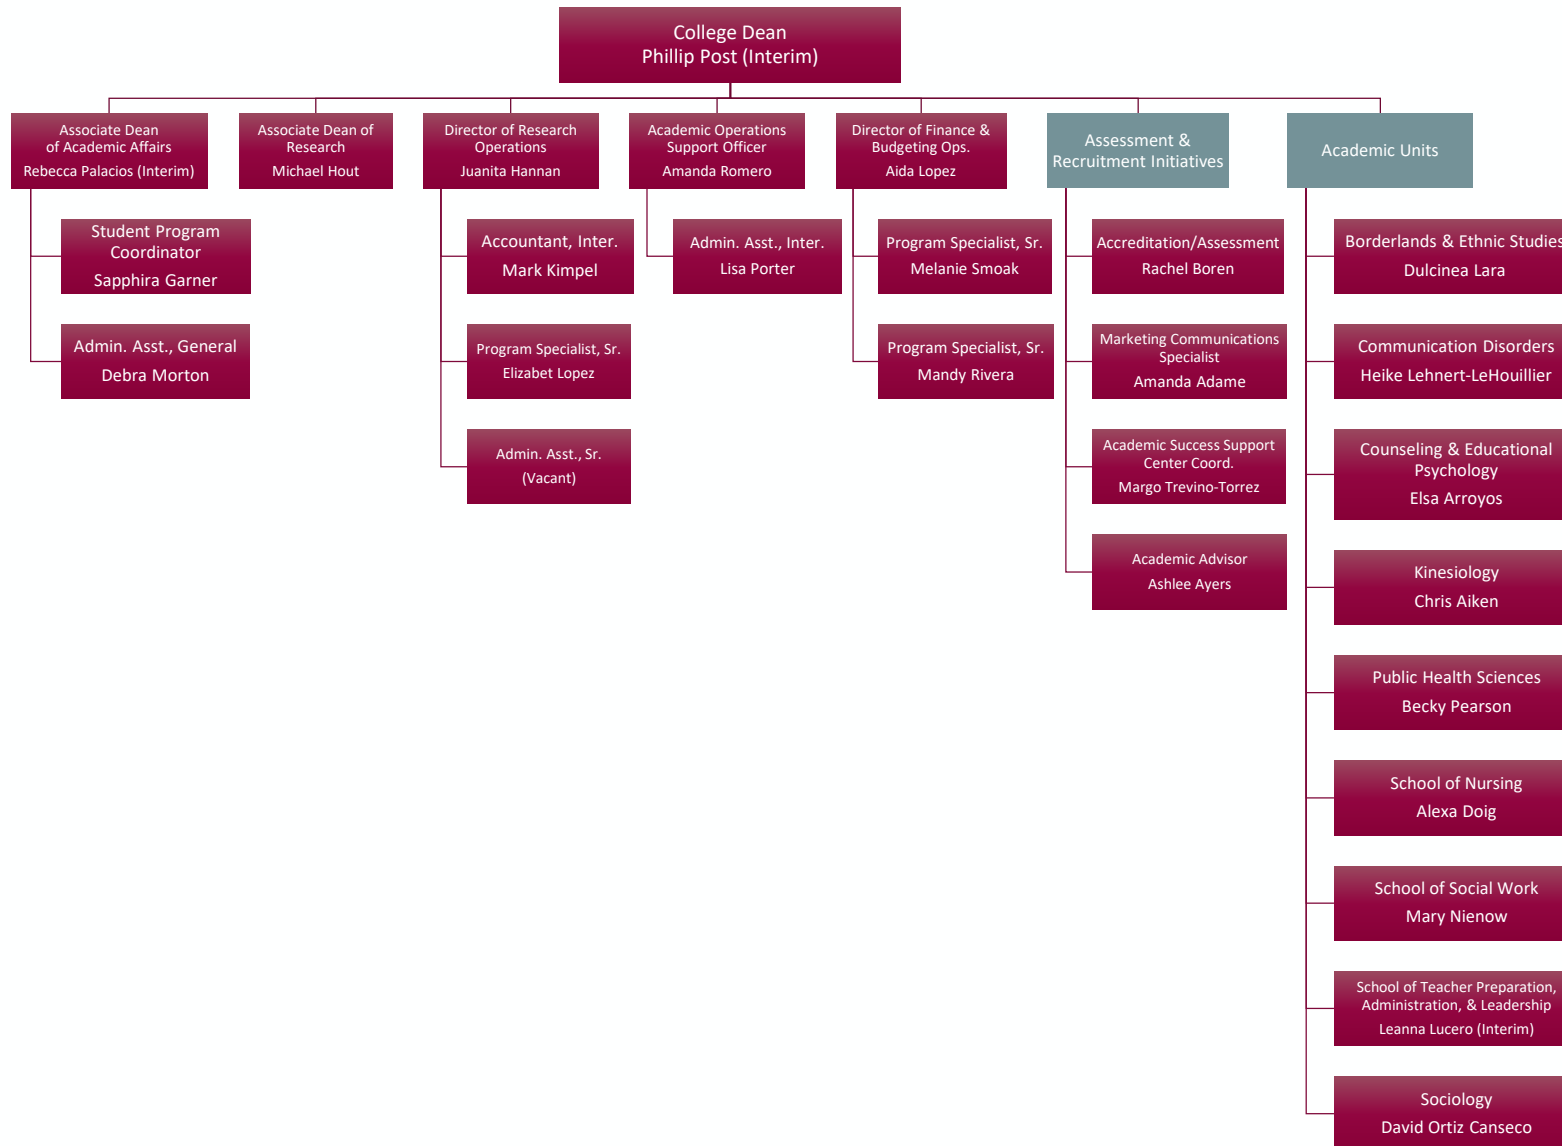 College Dean
Phillip Post (Interim)
Associate Dean
of Academic Affairs
Rebecca Palacios (Interim)
Associate Dean of
Research
Michael Hout
Director of Research
Operations
Juanita Hannan
Academic Operations
Support Officer
Amanda Romero
Director of Finance &
Budgeting Ops.
Aida Lopez
Assessment &
Recruitment Initiatives
Academic Units
Student Program
Coordinator
Sapphira Garner
Admin. Asst., General
Debra Morton
Accountant, Inter.
Mark Kimpel
Program Specialist, Sr.
Elizabet Lopez
Admin. Asst., Sr.
(Vacant)
Admin. Asst., Inter.
Lisa Porter
Program Specialist, Sr.
Melanie Smoak
Program Specialist, Sr.
Mandy Rivera
Accreditation/Assessment
Rachel Boren
Marketing Communications
Specialist
Amanda Adame
Academic Success Support
Center Coord.
Margo Trevino-Torrez
Academic Advisor
Ashlee Ayers
Borderlands & Ethnic Studies
Dulcinea Lara
Communication Disorders
Heike Lehnert-LeHouillier
Counseling & Educational
Psychology
Elsa Arroyos
Kinesiology
Chris Aiken
Public Health Sciences
Becky Pearson
School of Nursing
Alexa Doig
School of Social Work
Mary Nienow
School of Teacher Preparation,
Administration, & Leadership
Leanna Lucero (Interim)
Sociology
David Ortiz Canseco